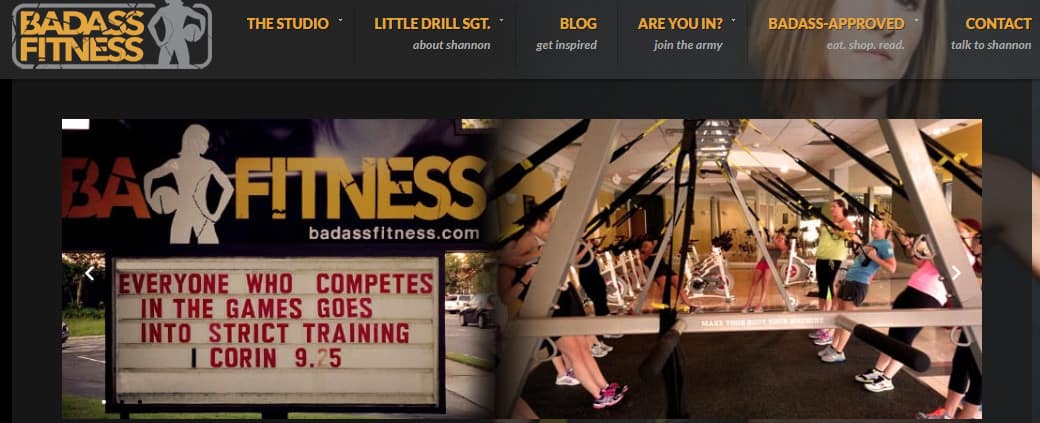 BADASS
FITNESS
THE STUDIO
LITTLE DRILL SGT.
about shannon
BLOG
get inspired
ARE YOU IN?
join the army
BADASS-APPROVED
eat. shop. read.
CONTACT
talk to shannon
BA FITNESS
badassfitness.com
EVERYONE WHO COMPETES
IN THE GAMES GOES
INTO STRICT TRAINING
I CORIN 9.25
MAKE YOUR BODY YOUR MACHINE